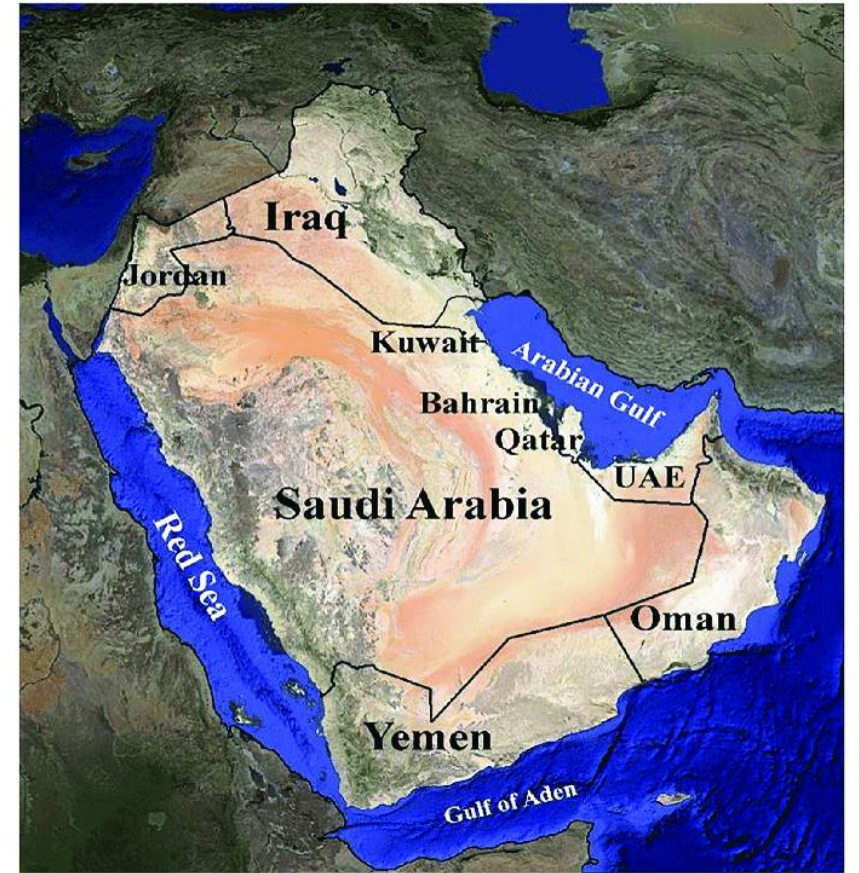 Iraq
Jordan
Kuwait
Arabian Gulf
Bahrain
Qatar
UAE
Saudi Arabia
Red Sea
Oman
Yemen
Gulf of Aden